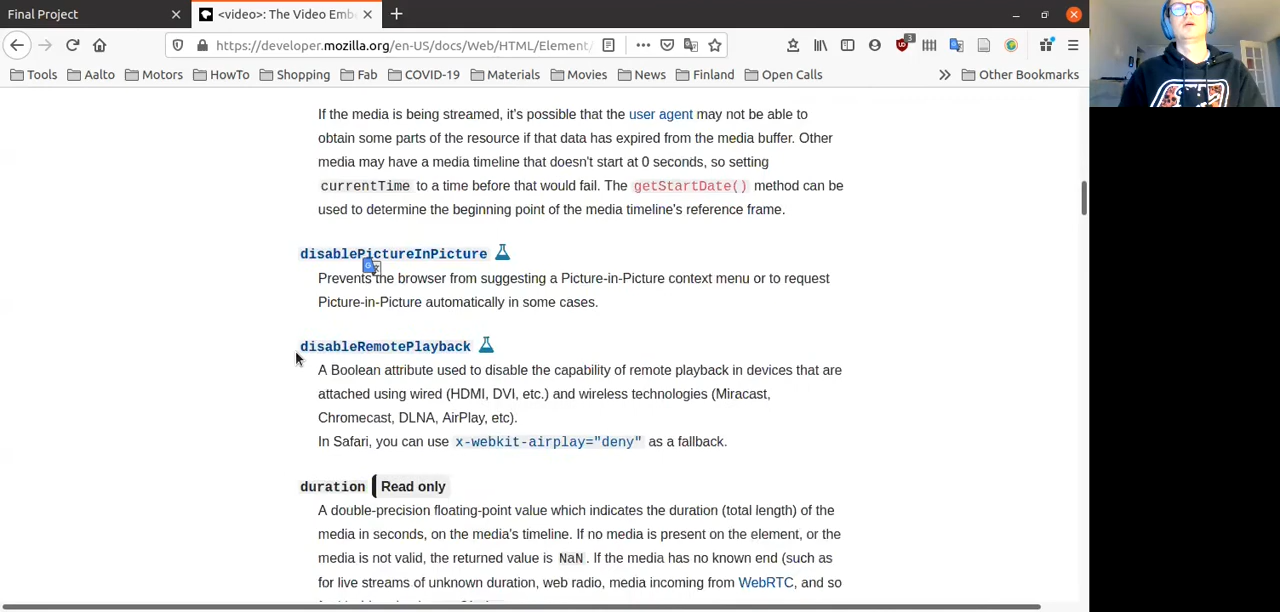 Final Project
<video>: The Video Emb
https://developer.mozilla.org/en-US/docs/Web/HTML/Element/
3
Tools Aalto Motors HowTo Shopping Fab COVID-19 Materials Movies News Finland Open Calls Other Bookmarks
If the media is being streamed, it's possible that the user agent may not be able to
obtain some parts of the resource if that data has expired from the media buffer. Other
media may have a media timeline that doesn't start at 0 seconds, so setting
currentTime to a time before that would fail. The getStartDate() method can be
used to determine the beginning point of the media timeline's reference frame.
disablePictureInPicture
Prevents the browser from suggesting a Picture-in-Picture context menu or to request
Picture-in-Picture automatically in some cases.
disableRemotePlayback
A Boolean attribute used to disable the capability of remote playback in devices that are
attached using wired (HDMI, DVI, etc.) and wireless technologies (Miracast,
Chromecast, DLNA, AirPlay, etc).
In Safari, you can use x-webkit-airplay="deny" as a fallback.
duration Read only
A double-precision floating-point value which indicates the duration (total length) of the
media in seconds, on the media's timeline. If no media is present on the element, or the
media is not valid, the returned value is NaN. If the media has no known end (such as
for live streams of unknown duration, web radio, media incoming from WebRTC, and so